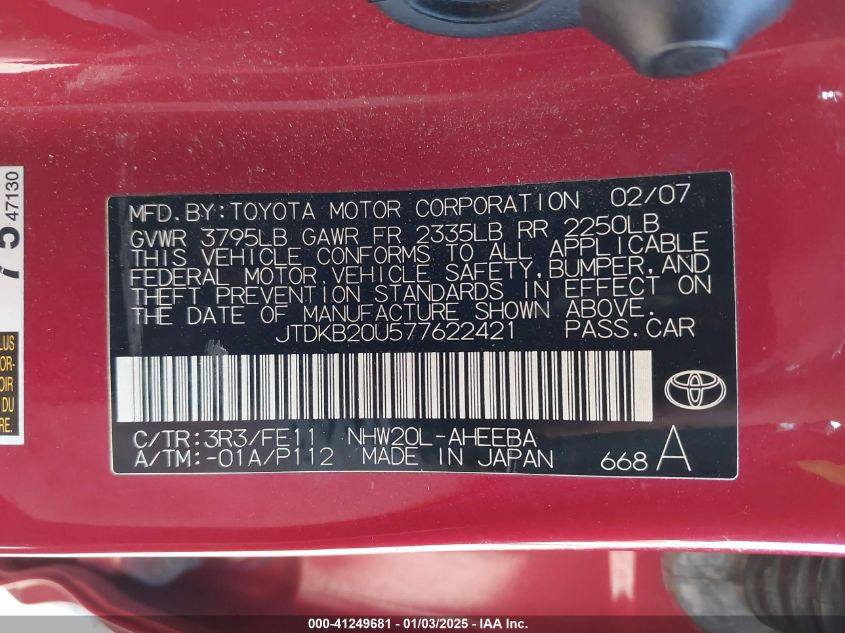 MFD.BY:TOYOTA MOTOR CORPORATION 02/07
GVWR 3795LB GAWR FR 2335LB RR 2250LB
THIS VEHICLE CONFORMS TO ALL APPLICABLE
FEDERAL MOTOR VEHICLE SAFETY,BUMPER,AND
THEFT PREVENTION STANDARDS IN EFFECT ON
THE DATE OF MANUFACTURE SHOWN ABOVE.
JTDKB20U577622421 PASS.CAR
C/TR:3R3/FE11 NHW20L-AHEEBA
A/TM:-01A/P112 MADE IN JAPAN 668 A
47130
PLUS
DU
000-41249681 - 01/03/2025 - IAA Inc.